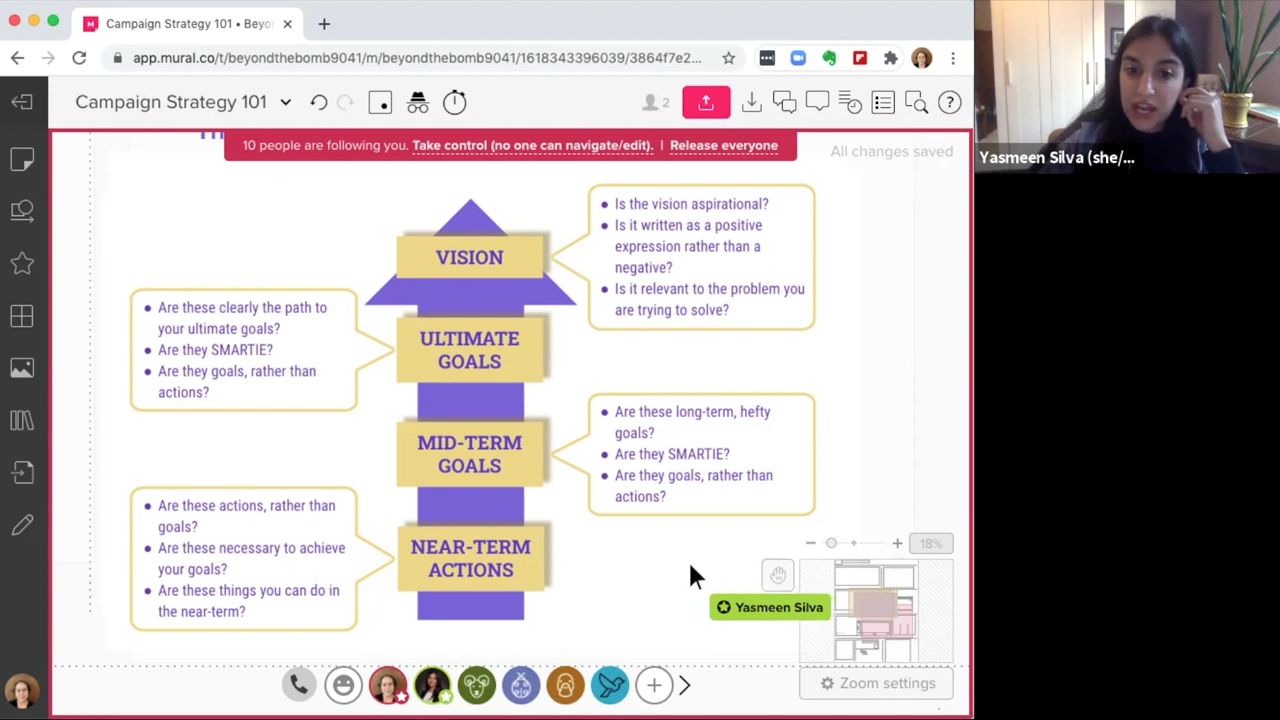 Campaign Strategy 101 • Beyo
app.mural.co/t/beyondthebomb9041/m/beyondthebomb9041/1618343396039/3864f7e2...
Campaign Strategy 101
2
?
10 people are following you. Take control (no one can navigate/edit). | Release everyone
All changes saved
VISION
Is the vision aspirational?
Is it written as a positive
expression rather than a
negative?
Is it relevant to the problem you
are trying to solve?
Are these clearly the path to
your ultimate goals?
Are they SMARTIE?
Are they goals, rather than
actions?
ULTIMATE
GOALS
MID-TERM
GOALS
Are these long-term, hefty
goals?
Are they SMARTIE?
Are they goals, rather than
actions?
Are these actions, rather than
goals?
Are these necessary to achieve
your goals?
Are these things you can do in
the near-term?
NEAR-TERM
ACTIONS
18%
Yasmeen Silva
Zoom settings
Yasmeen Silva (she/...